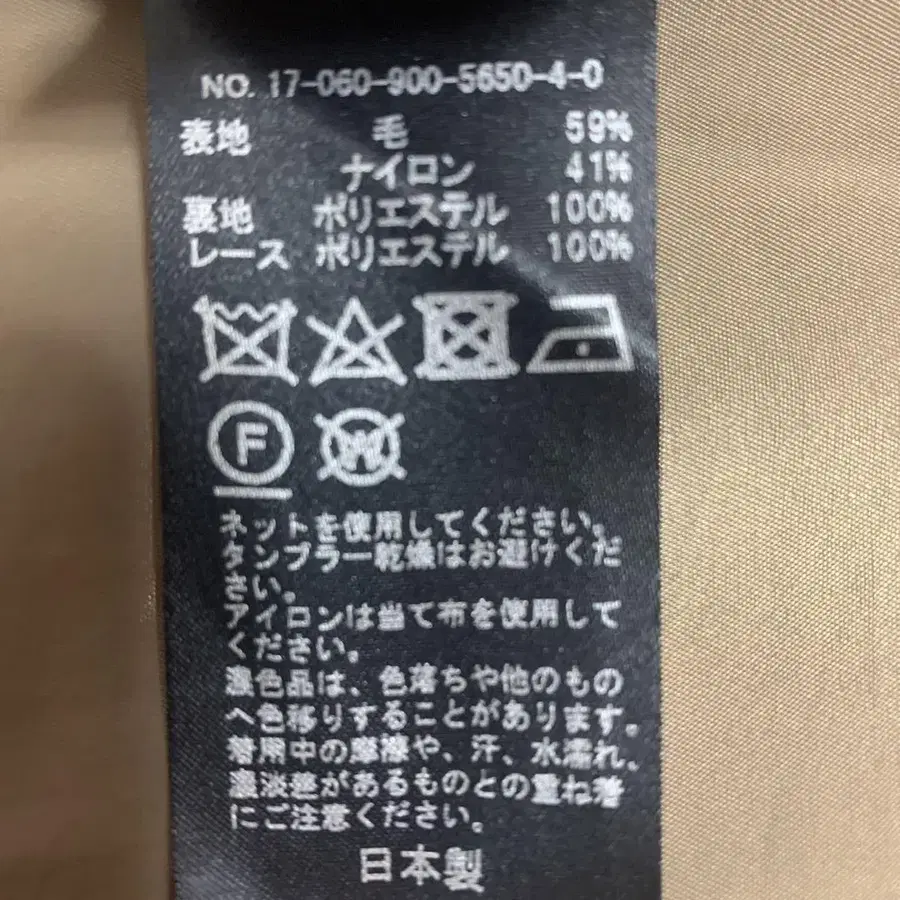 NO. 17-060-900-5650-4-0
表地 毛 59%
ナイロン 41%
裏地 ポリエステル 100%
レース ポリエステル 100%
F W
ネットを使用してください。
タンブラー乾燥はお避けくだ
さい。
アイロンは当て布を使用して
ください。
濃色品は、色落ちや他のもの
へ色移りすることがあります。
着用中の摩擦や、汗、水濡れ、
濃淡差があるものとの重ね着
にご注意ください。
日本製